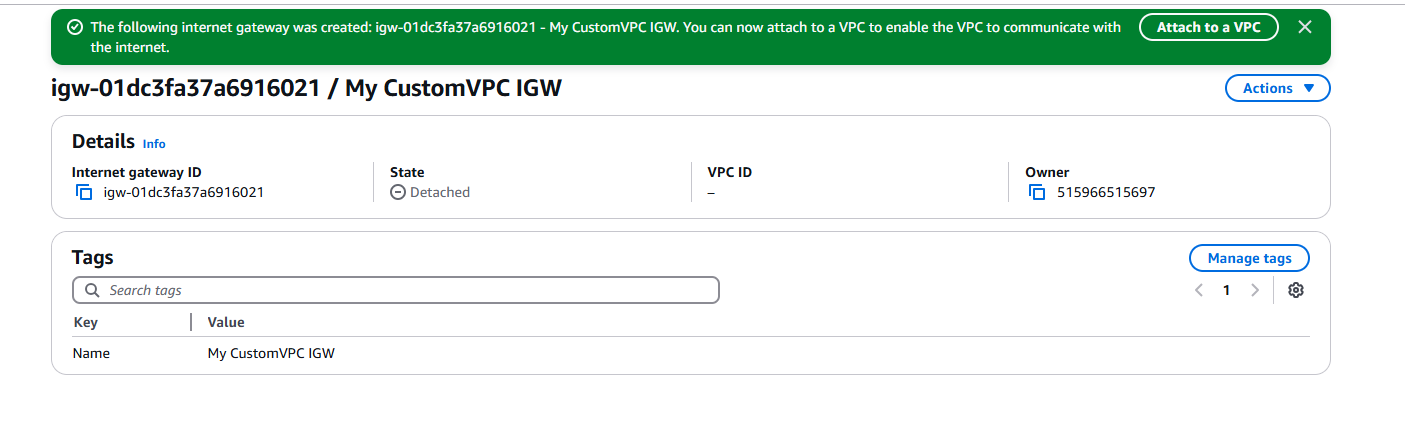 The following internet gateway was created: igw-01dc3fa37a6916021 - My CustomVPC IGW. You can now attach to a VPC to enable the VPC to communicate with
the internet.
Attach to a VPC
igw-01dc3fa37a6916021 / My CustomVPC IGW
Actions
Details Info
Internet gateway ID
igw-01dc3fa37a6916021
State
Detached
VPC ID
–
Owner
515966515697
Tags
Manage tags
Search tags
1
Key Value
Name My CustomVPC IGW